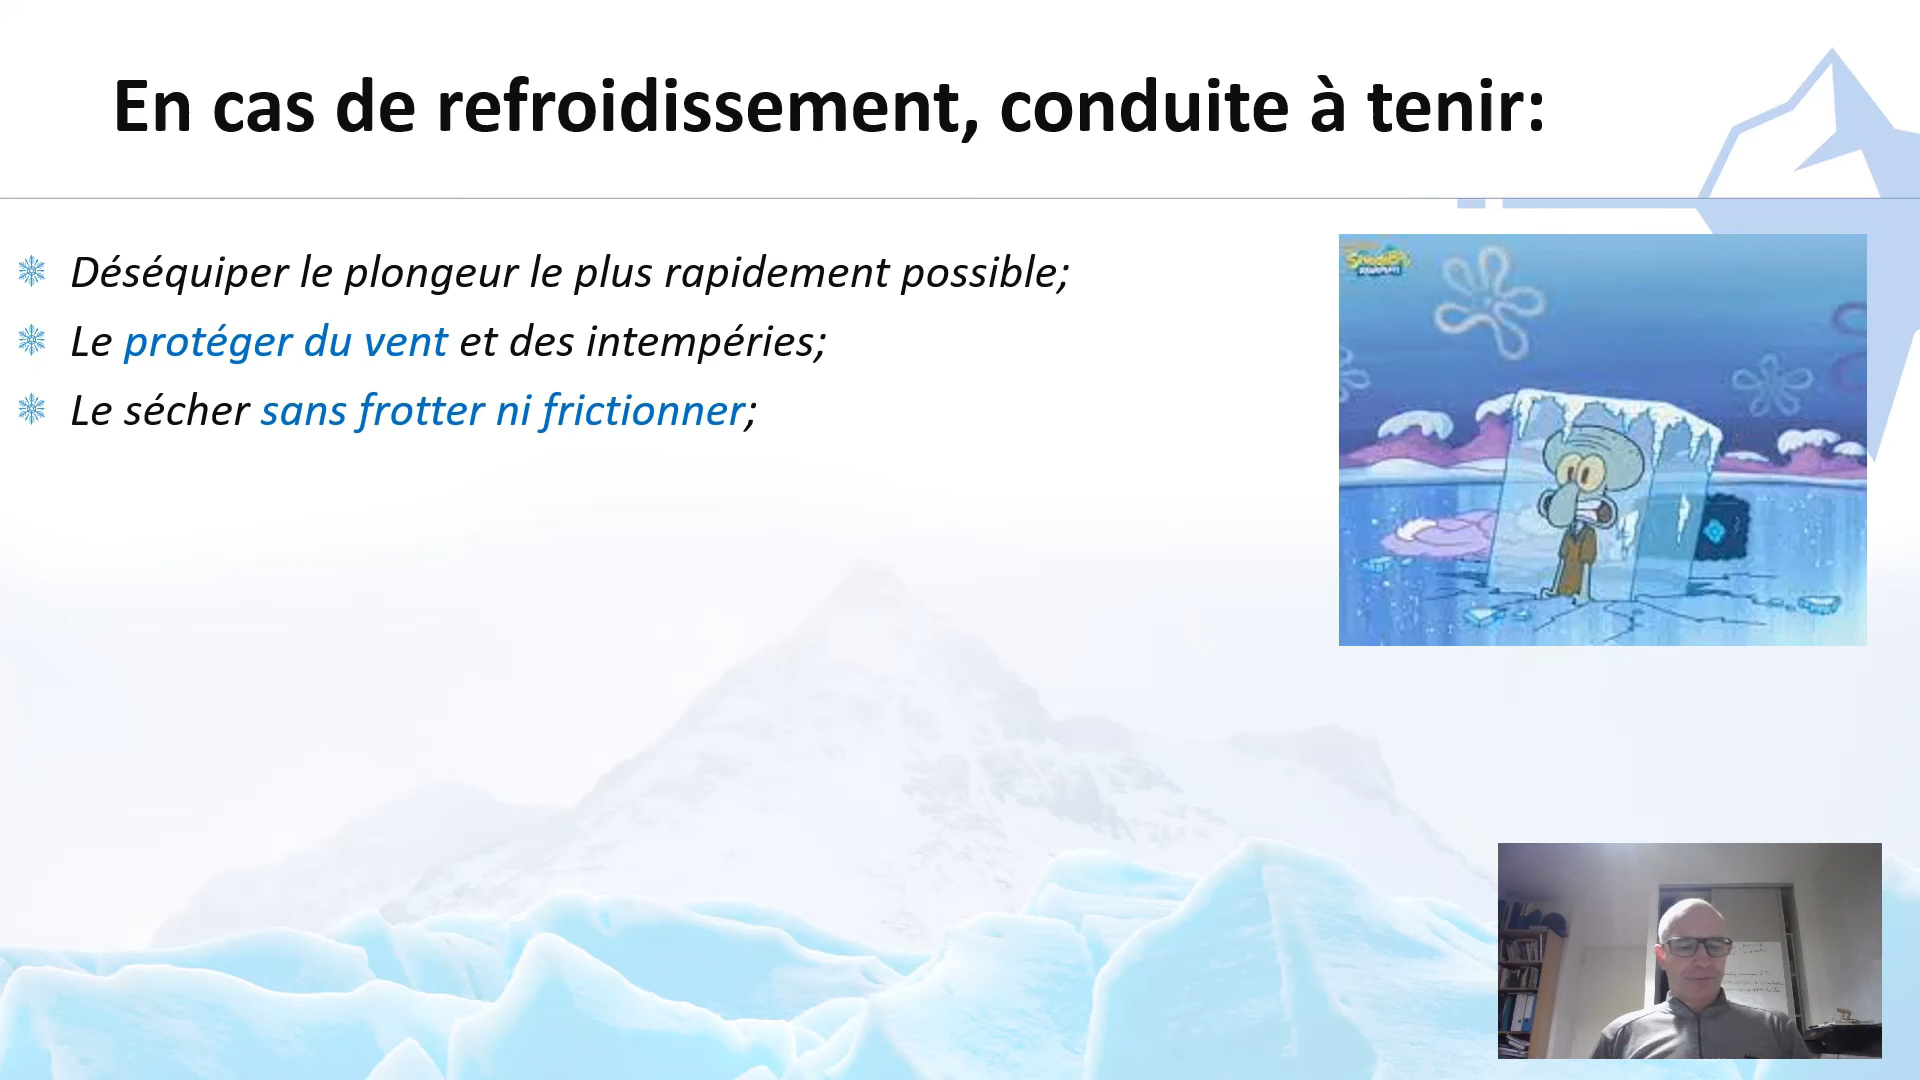 En cas de refroidissement, conduite à tenir:
Déséquiper le plongeur le plus rapidement possible;
Le protéger du vent et des intempéries;
Le sécher sans frotter ni frictionner;